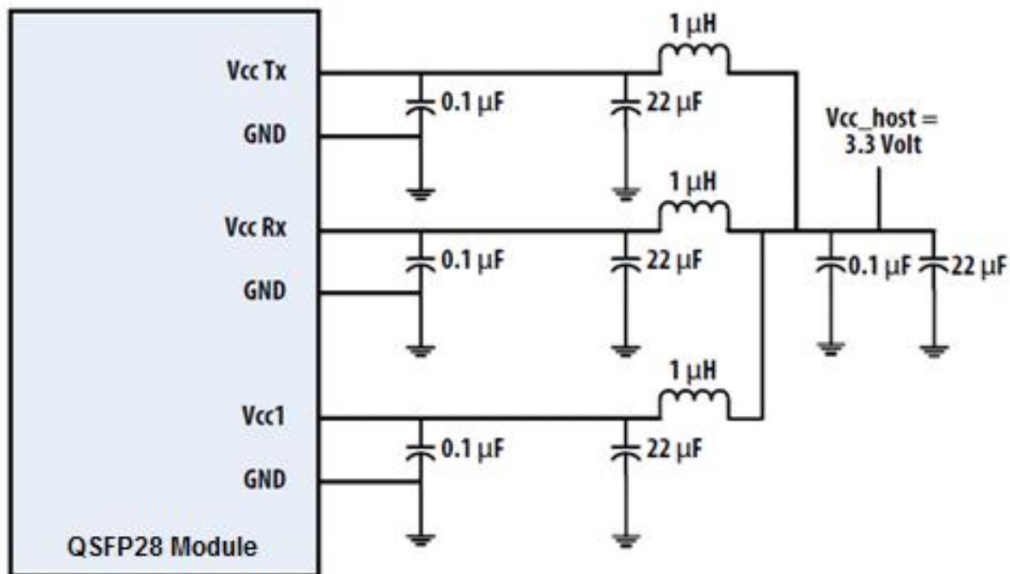 1 μH
Vcc Tx
0.1 μF
22 μF
GND
Vcc_host =
3.3 Volt
1 μH
Vcc Rx
0.1 μF
22 μF
0.1 μF
22 μF
GND
1 μH
Vcc1
0.1 μF
22 μF
GND
QSFP28 Module